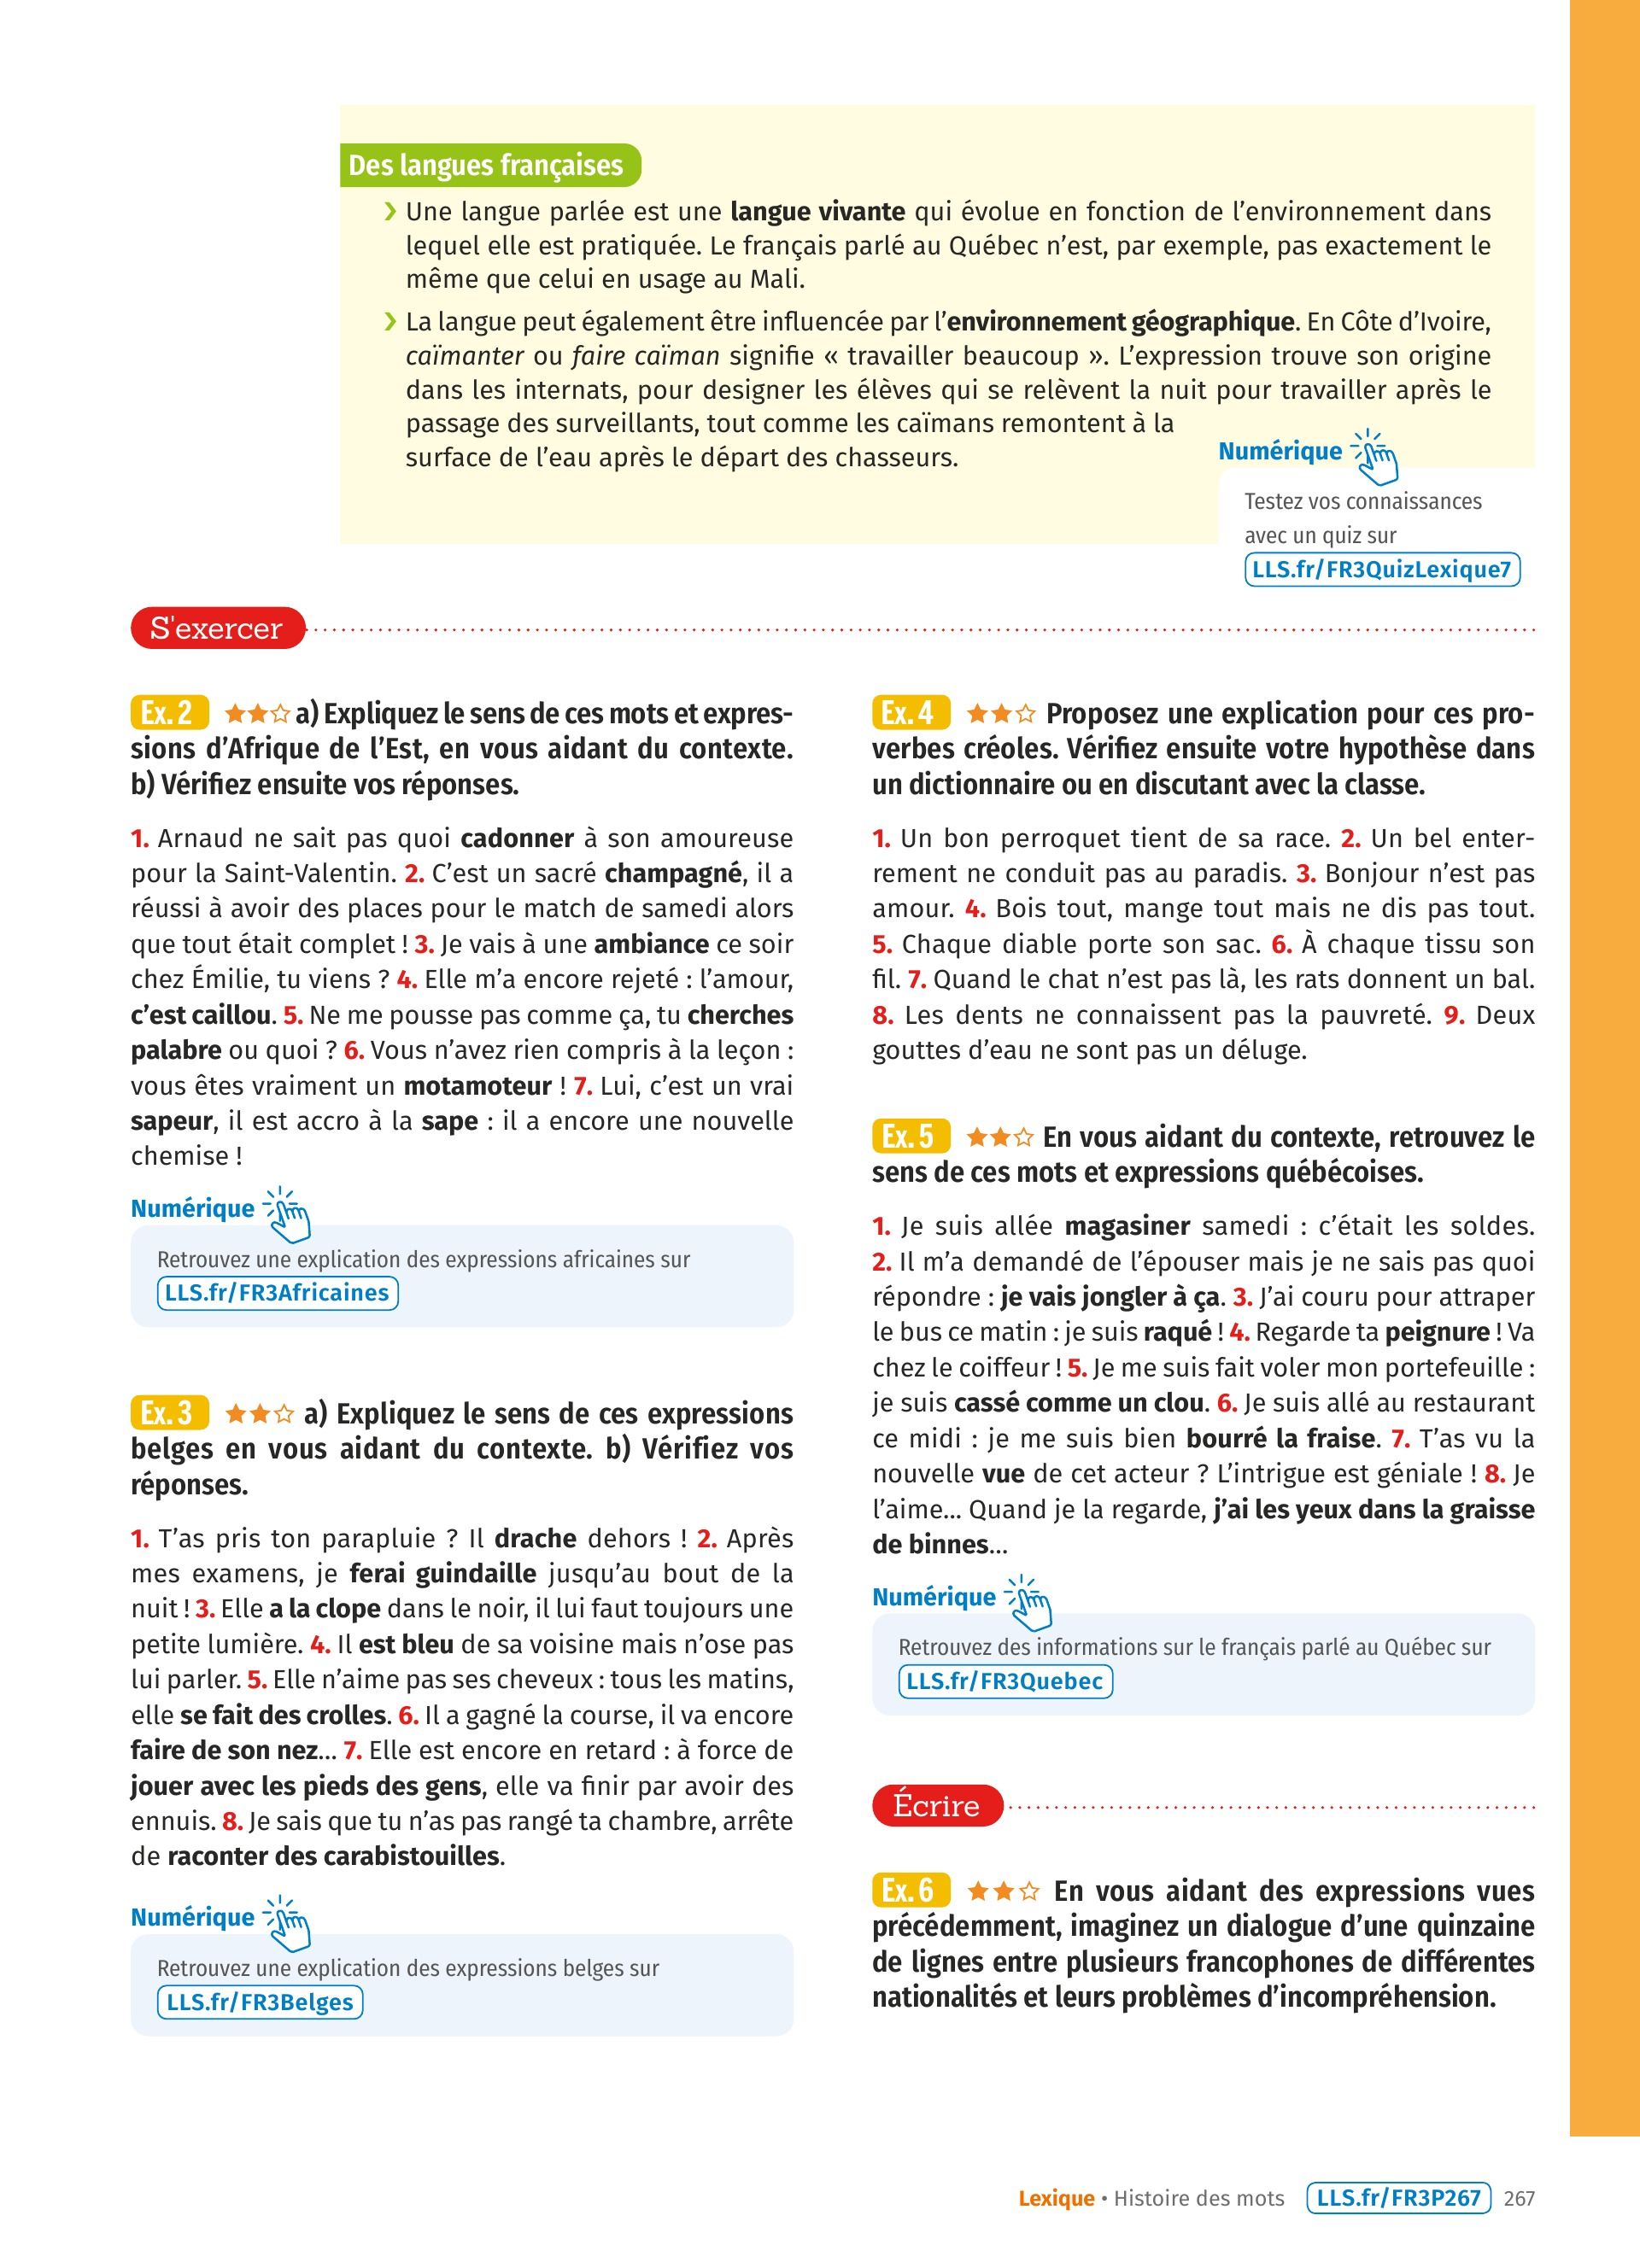 Des langues françaises
❯ Une langue parlée est une langue vivante qui évolue en fonction de l’environnement dans
lequel elle est pratiquée. Le français parlé au Québec n’est, par exemple, pas exactement le
même que celui en usage au Mali.
❯ La langue peut également être influencée par l’environnement géographique. En Côte d’Ivoire,
caïmanter ou faire caïman signifie « travailler beaucoup ». L’expression trouve son origine
dans les internats, pour designer les élèves qui se relèvent la nuit pour travailler après le
passage des surveillants, tout comme les caïmans remontent à la
surface de l’eau après le départ des chasseurs.
Numérique
Testez vos connaissances
avec un quiz sur
LLS.fr/FR3QuizLexique7
S'exercer
Ex. 2 ★★☆ a) Expliquez le sens de ces mots et expres-
sions d’Afrique de l’Est, en vous aidant du contexte.
b) Vérifiez ensuite vos réponses.
1. Arnaud ne sait pas quoi cadonner à son amoureuse
pour la Saint-Valentin. 2. C’est un sacré champagné, il a
réussi à avoir des places pour le match de samedi alors
que tout était complet ! 3. Je vais à une ambiance ce soir
chez Émilie, tu viens ? 4. Elle m’a encore rejeté : l’amour,
c’est caillou. 5. Ne me pousse pas comme ça, tu cherches
palabre ou quoi ? 6. Vous n’avez rien compris à la leçon :
vous êtes vraiment un motamoteur ! 7. Lui, c’est un vrai
sapeur, il est accro à la sape : il a encore une nouvelle
chemise !
Numérique
Retrouvez une explication des expressions africaines sur
LLS.fr/FR3Africaines
Ex. 3 ★★☆ a) Expliquez le sens de ces expressions
belges en vous aidant du contexte. b) Vérifiez vos
réponses.
1. T’as pris ton parapluie ? Il drache dehors ! 2. Après
mes examens, je ferai guindaille jusqu’au bout de la
nuit ! 3. Elle a la clope dans le noir, il lui faut toujours une
petite lumière. 4. Il est bleu de sa voisine mais n’ose pas
lui parler. 5. Elle n’aime pas ses cheveux : tous les matins,
elle se fait des crolles. 6. Il a gagné la course, il va encore
faire de son nez… 7. Elle est encore en retard : à force de
jouer avec les pieds des gens, elle va finir par avoir des
ennuis. 8. Je sais que tu n’as pas rangé ta chambre, arrête
de raconter des carabistouilles.
Numérique
Retrouvez une explication des expressions belges sur
LLS.fr/FR3Belges
Ex. 4 ★★☆ Proposez une explication pour ces pro-
verbes créoles. Vérifiez ensuite votre hypothèse dans
un dictionnaire ou en discutant avec la classe.
1. Un bon perroquet tient de sa race. 2. Un bel enter-
rement ne conduit pas au paradis. 3. Bonjour n’est pas
amour. 4. Bois tout, mange tout mais ne dis pas tout.
5. Chaque diable porte son sac. 6. À chaque tissu son
fil. 7. Quand le chat n’est pas là, les rats donnent un bal.
8. Les dents ne connaissent pas la pauvreté. 9. Deux
gouttes d’eau ne sont pas un déluge.
Ex. 5 ★★☆ En vous aidant du contexte, retrouvez le
sens de ces mots et expressions québécoises.
1. Je suis allée magasiner samedi : c’était les soldes.
2. Il m’a demandé de l’épouser mais je ne sais pas quoi
répondre : je vais jongler à ça. 3. J’ai couru pour attraper
le bus ce matin : je suis raqué ! 4. Regarde ta peignure ! Va
chez le coiffeur ! 5. Je me suis fait voler mon portefeuille :
je suis cassé comme un clou. 6. Je suis allé au restaurant
ce midi : je me suis bien bourré la fraise. 7. T’as vu la
nouvelle vue de cet acteur ? L’intrigue est géniale ! 8. Je
l’aime… Quand je la regarde, j’ai les yeux dans la graisse
de binnes…
Numérique
Retrouvez des informations sur le français parlé au Québec sur
LLS.fr/FR3Quebec
Écrire
Ex. 6 ★★☆ En vous aidant des expressions vues
précédemment, imaginez un dialogue d’une quinzaine
de lignes entre plusieurs francophones de différentes
nationalités et leurs problèmes d’incompréhension.
Lexique • Histoire des mots LLS.fr/FR3P267 267